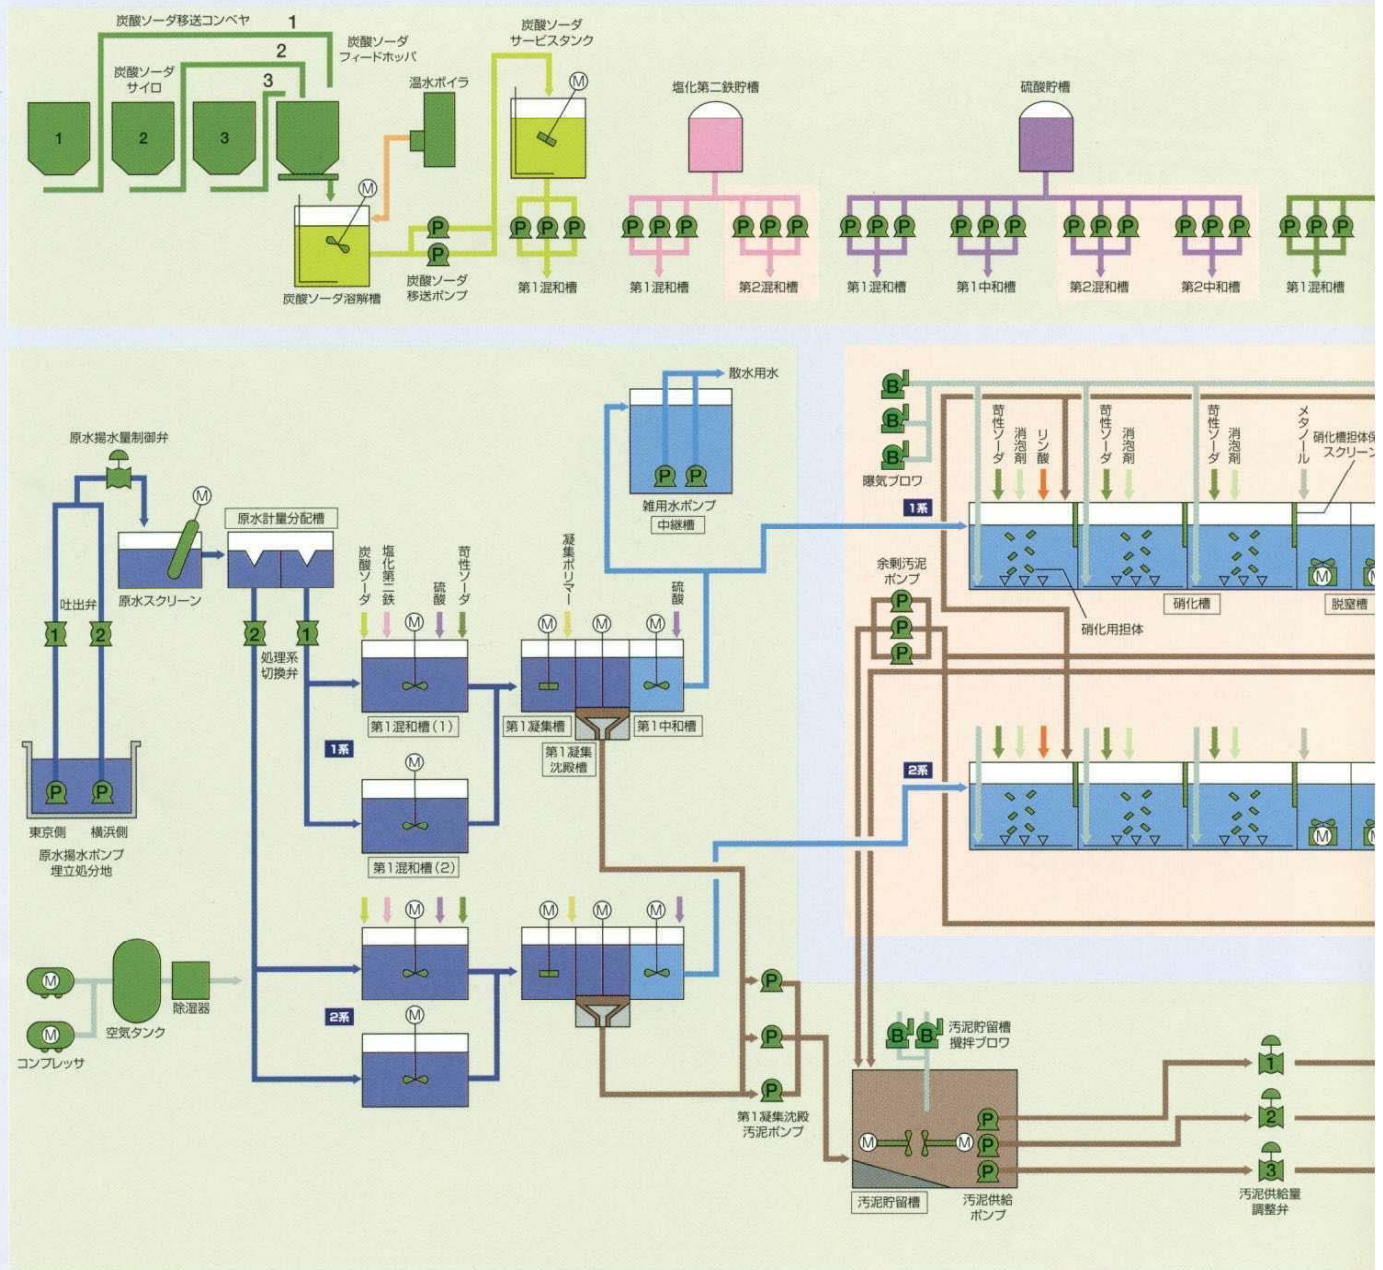 炭酸ソーダ移送コンベヤ
1
2
3
炭酸ソーダ
フィードホッパ
炭酸ソーダ
サイロ
1
2
3
温水ボイラ
炭酸ソーダ
サービスタンク
M
M
P
P
炭酸ソーダ
移送ポンプ
炭酸ソーダ溶解槽
P P P
第1混和槽
塩化第二鉄貯槽
P P P
P P P
第1混和槽
第2混和槽
硫酸貯槽
P P P
P P P
P P P
P P P
第1混和槽
第1中和槽
第2混和槽
第2中和槽
P P P
第1混和槽
原水揚水量制御弁
M
原水スクリーン
原水計量分配槽
吐出弁
1
2
2
1
処理系
切換弁
P
P
東京側
横浜側
原水揚水ポンプ
埋立処分地
炭酸ソーダ
塩化第二鉄
硫酸
苛性ソーダ
M
第1混和槽(1)
1系
M
第1混和槽(2)
凝集ポリマー
硫酸
M
M
M
第1凝集槽
第1凝集
沈殿槽
第1中和槽
散水用水
P P
雑用水ポンプ
中継槽
M
M
2系
M
M
M
M
M
コンプレッサ
空気タンク
除湿器
P
P
P
第1凝集沈殿
汚泥ポンプ
B
B
B
曝気ブロワ
1系
苛性ソーダ
消泡剤
リン酸
苛性ソーダ
消泡剤
苛性ソーダ
消泡剤
メタノール
硝化槽担体
スクリーン
M
M
硝化槽
脱窒槽
硝化用担体
余剰汚泥
ポンプ
P
P
P
2系
M
M
B B
汚泥貯留槽
攪拌ブロワ
M
M
P
P
P
汚泥貯留槽
汚泥供給
ポンプ
1
2
3
汚泥供給量
調整弁